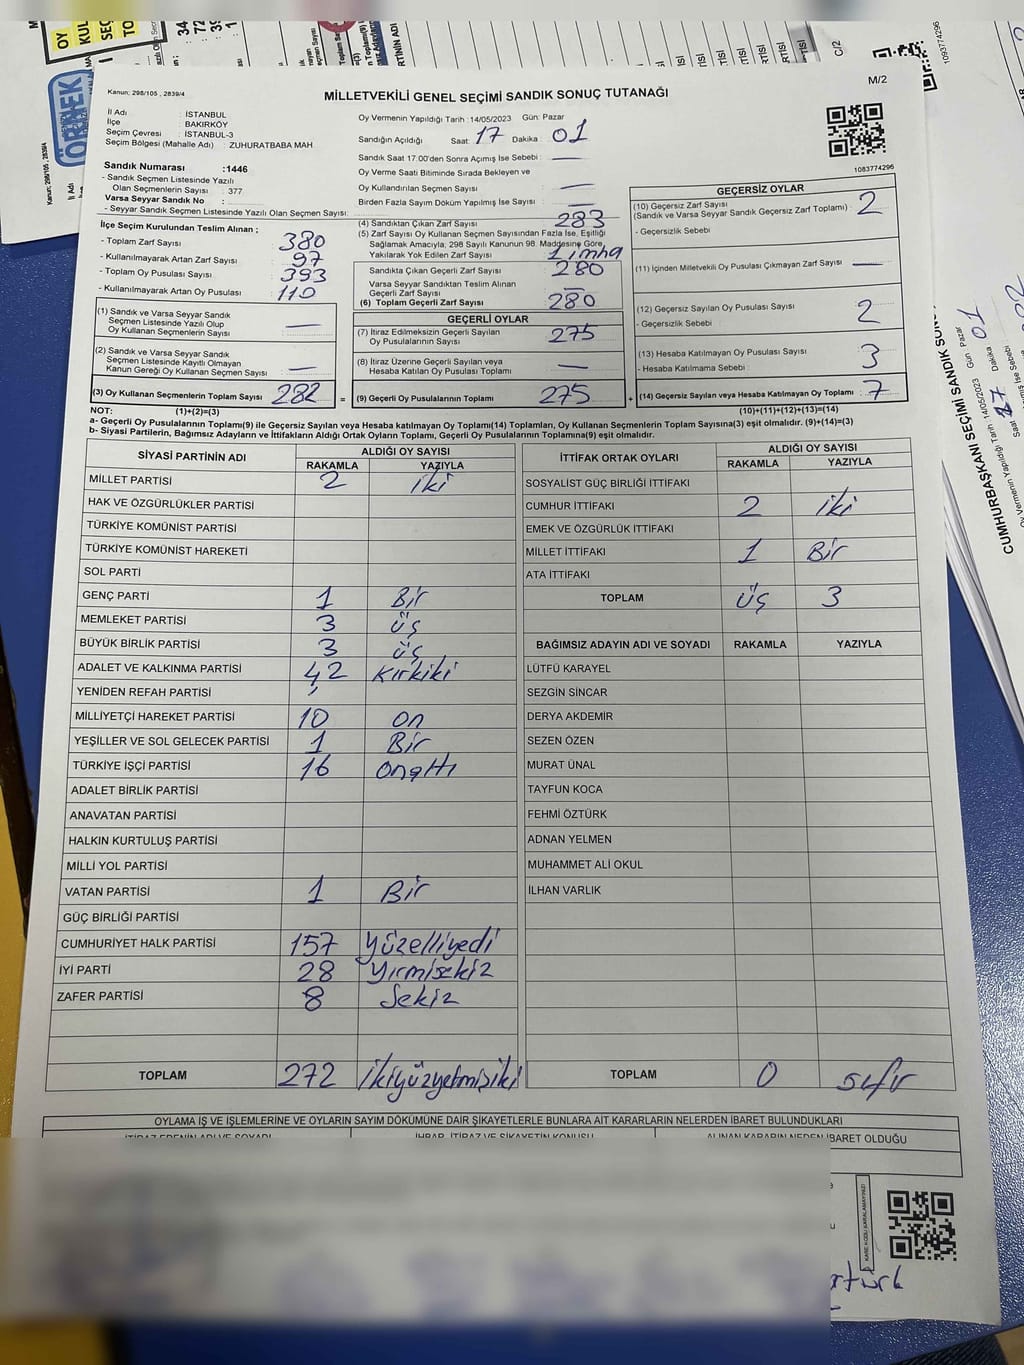 M/2
Kanun; 298/105 , 2839/4
MİLLETVEKİLİ GENEL SEÇİMİ SANDIK SONUÇ TUTANAĞI
İl Adı : İSTANBUL
İlçe : BAKIRKÖY
Seçim Çevresi : İSTANBUL-3
Seçim Bölgesi (Mahalle Adı) : ZUHURATBABA MAH
Sandık Numarası :1446
- Sandık Seçmen Listesinde Yazılı
Olan Seçmenlerin Sayısı : 377
Varsa Seyyar Sandık No :
- Seyyar Sandık Seçmen Listesinde Yazılı Olan Seçmen Sayısı:
Oy Vermenin Yapıldığı Tarih :14/05/2023 Gün: Pazar
Sandığın Açıldığı Saat: 17 Dakika : 01
Sandık Saat 17:00'den Sonra Açımış İse Sebebi : —
Oy Verme Saati Bitiminde Sırada Bekleyen ve
Oy Kullandırılan Seçmen Sayısı : —
Birden Fazla Sayım Döküm Yapılmış İse Sayısı : —
1083774296
İlçe Seçim Kurulundan Teslim Alınan ;
- Toplam Zarf Sayısı : 380
- Kullanılmayarak Artan Zarf Sayısı : 97
- Toplam Oy Pusulası Sayısı : 393
- Kullanılmayarak Artan Oy Pusulası : 110
(1) Sandık ve Varsa Seyyar Sandık
Seçmen Listesinde Yazılı Olup
Oy Kullanan Seçmenlerin Sayısı : —
(2) Sandık ve Varsa Seyyar Sandık
Seçmen Listesinde Kayıtlı Olmayan
Kanun Gereği Oy Kullanan Seçmen Sayısı : —
(3) Oy Kullanan Seçmenlerin Toplam Sayısı : 282 =
(4) Sandıktan Çıkan Zarf Sayısı : 283
(5) Zarf Sayısı Oy Kullanan Seçmen Sayısından Fazla İse, Eşitliği
Sağlamak Amacıyla, 298 Sayılı Kanunun 98. Maddesine Göre
Yakılarak Yok Edilen Zarf Sayısı : 1 imha
Sandıkta Çıkan Geçerli Zarf Sayısı : 280
Varsa Seyyar Sandıktan Teslim Alınan
Geçerli Zarf Sayısı :
(6) Toplam Geçerli Zarf Sayısı : 280
GEÇERLİ OYLAR
(7) İtiraz Edilmeksizin Geçerli Sayılan
Oy Pusulalarının Sayısı : 275
(8) İtiraz Üzerine Geçerli Sayılan veya
Hesaba Katılan Oy Pusulası Toplamı : —
(9) Geçerli Oy Pusulalarının Toplamı : 275 +
GEÇERSİZ OYLAR
(10) Geçersiz Zarf Sayısı
(Sandık ve Varsa Seyyar Sandık Geçersiz Zarf Toplamı) : 2
- Geçersizlik Sebebi
(11) İçinden Milletvekili Oy Pusulası Çıkmayan Zarf Sayısı : —
(12) Geçersiz Sayılan Oy Pusulası Sayısı : 2
- Geçersizlik Sebebi :
(13) Hesaba Katılmayan Oy Pusulası Sayısı : 3
- Hesaba Katılmama Sebebi :
(14) Geçersiz Sayılan veya Hesaba Katılmayan Oy Toplamı : 7
NOT: (1)+(2)=(3) (10)+(11)+(12)+(13)=(14)
a- Geçerli Oy Pusulalarının Toplamı(9) ile Geçersiz Sayılan veya Hesaba Katılmayan Oy Toplamı(14) Toplamları, Oy Kullanan Seçmenlerin Toplam Sayısına(3) eşit olmalıdır. (9)+(14)=(3)
b- Siyasi Partilerin, Bağımsız Adayların ve İttifakların Aldığı Ortak Oyların Toplamı, Geçerli Oy Pusulalarının Toplamına(9) eşit olmalıdır.
SİYASİ PARTİNİN ADI ALDIĞI OY SAYISI
RAKAMLA YAZIYLA
MİLLET PARTİSİ 2 iki
HAK VE ÖZGÜRLÜKLER PARTİSİ
TÜRKİYE KOMÜNİST PARTİSİ
TÜRKİYE KOMÜNİST HAREKETİ
SOL PARTİ
GENÇ PARTİ 1 Bir
MEMLEKET PARTİSİ 3 üç
BÜYÜK BİRLİK PARTİSİ 3 üç
ADALET VE KALKINMA PARTİSİ 42 Kırkiki
YENİDEN REFAH PARTİSİ
MİLLİYETÇİ HAREKET PARTİSİ 10 on
YEŞİLLER VE SOL GELECEK PARTİSİ 1 Bir
TÜRKİYE İŞÇİ PARTİSİ 16 onaltı
ADALET BİRLİK PARTİSİ
ANAVATAN PARTİSİ
HALKIN KURTULUŞ PARTİSİ
MİLLİ YOL PARTİSİ
VATAN PARTİSİ 1 Bir
GÜÇ BİRLİĞİ PARTİSİ
CUMHURİYET HALK PARTİSİ 157 yüzelliyedi
İYİ PARTİ 28 yirmisekiz
ZAFER PARTİSİ 8 Sekiz
TOPLAM 272 ikiyüzyetmişiki
İTTİFAK ORTAK OYLARI ALDIĞI OY SAYISI
RAKAMLA YAZIYLA
SOSYALİST GÜÇ BİRLİĞİ İTTİFAKI
CUMHUR İTTİFAKI 2 iki
EMEK VE ÖZGÜRLÜK İTTİFAKI
MİLLET İTTİFAKI 1 Bir
ATA İTTİFAKI
TOPLAM üç 3
BAĞIMSIZ ADAYIN ADI VE SOYADI RAKAMLA YAZIYLA
LÜTFÜ KARAYEL
SEZGİN SİNCAR
DERYA AKDEMİR
SEZEN ÖZEN
MURAT ÜNAL
TAYFUN KOCA
FEHMİ ÖZTÜRK
ADNAN YELMEN
MUHAMMET ALİ OKUL
İLHAN VARLIK
TOPLAM 0 sıfır
OYLAMA İŞ VE İŞLEMLERİNE VE OYLARIN SAYIM DÖKÜMÜNE DAİR ŞİKAYETLERLE BUNLARA AİT KARARLARIN NELERDEN İBARET BULUNDUKLARI
İTİRAZ EDENİN ADI VE SOYADI İHBAR, İTİRAZ VE ŞİKAYETİN KONUSU ALINAN KARARIN NEDEN İBARET OLDUĞU
ÖRNEK
C/2
1093774296
CUMHURBAŞKANI SEÇİMİ SANDIK
14/05/2023 Gün : Pazar
01